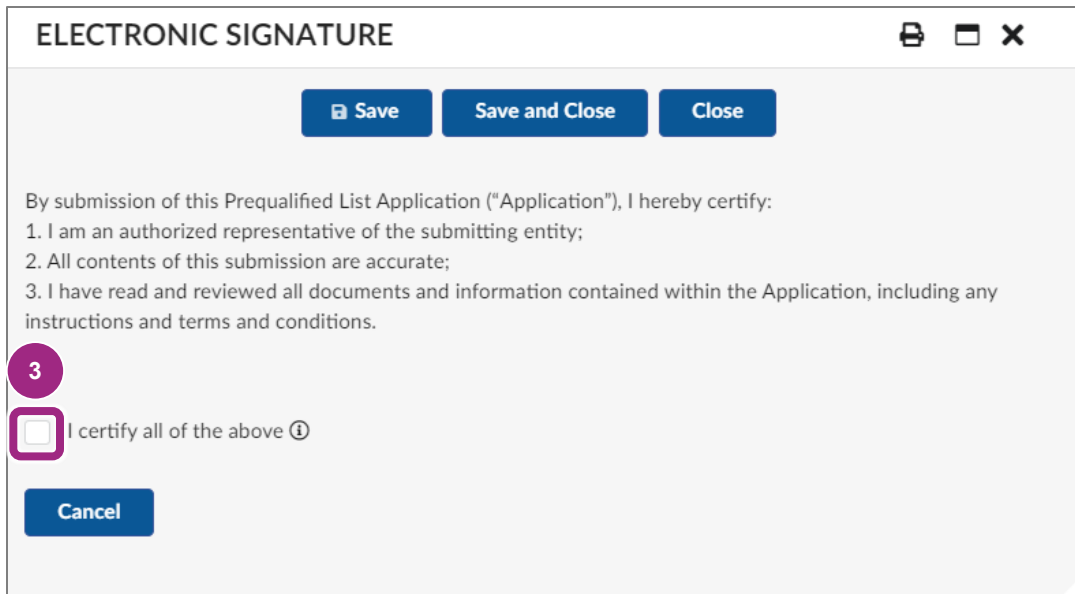 ELECTRONIC SIGNATURE
Save Save and Close Close
By submission of this Prequalified List Application (“Application”), I hereby certify:
1. I am an authorized representative of the submitting entity;
2. All contents of this submission are accurate;
3. I have read and reviewed all documents and information contained within the Application, including any
instructions and terms and conditions.
3
I certify all of the above
Cancel